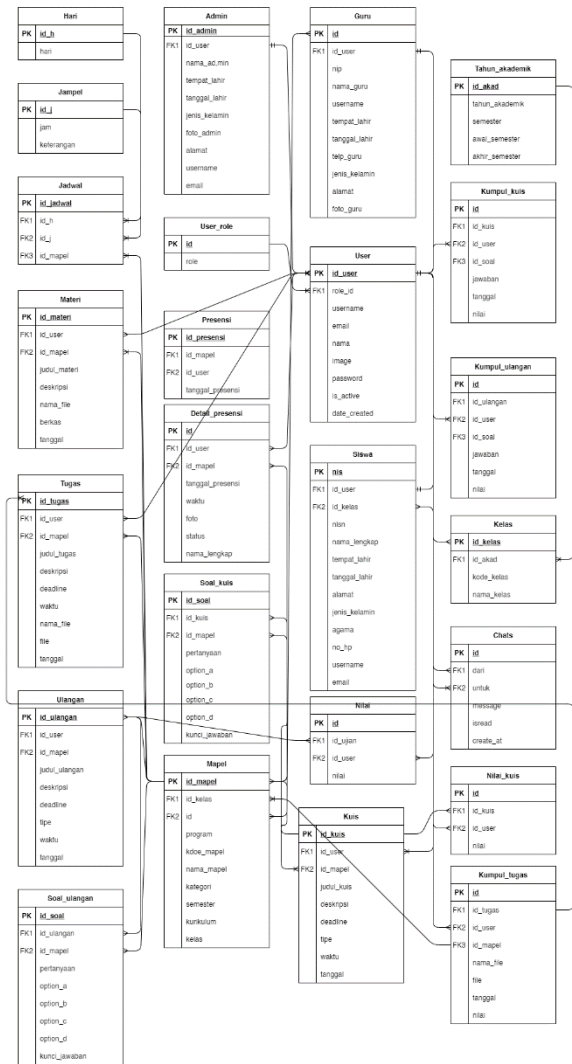 Hari
PK id_h
hari
Jampel
PK id_j
jam
keterangan
Jadwal
PK id_jadwal
FK1 id_h
FK2 id_j
FK3 id_mapel
Materi
PK id_materi
FK1 id_user
FK2 id_mapel
judul_materi
deskripsi
nama_file
berkas
tanggal
Tugas
PK id_tugas
FK1 id_user
FK2 id_mapel
judul_tugas
deskripsi
deadline
waktu
nama_file
file
tanggal
Ulangan
PK id_ulangan
FK1 id_user
FK2 id_mapel
judul_ulangan
deskripsi
deadline
tipe
waktu
tanggal
Soal_ulangan
PK id_soal
FK1 id_ulangan
FK2 id_mapel
pertanyaan
option_a
option_b
option_c
option_d
kunci_jawaban
Admin
PK id_admin
FK1 id_user
nama_ad.min
tempat_lahir
tanggal_lahir
jenis_kelamin
foto_admin
alamat
username
email
User_role
PK id
role
Presensi
PK id_presensi
FK1 id_mapel
FK2 id_user
tanggal_presensi
Detail_presensi
PK id
FK1 id_user
FK2 id_mapel
tanggal_presensi
waktu
foto
status
nama_lengkap
Soal_kuis
PK id_soal
FK1 id_kuis
FK2 id_mapel
pertanyaan
option_a
option_b
option_c
option_d
kunci_jawaban
Mapel
PK id_mapel
FK1 id_kelas
FK2 id
program
kdoe_mapel
nama_mapel
kategori
semester
kurikulum
kelas
Guru
PK id
FK1 id_user
nip
nama_guru
username
tempat_lahir
tanggal_lahir
telp_guru
jenis_kelamin
alamat
foto_guru
User
PK id_user
FK1 role_id
username
email
nama
image
password
is_active
date_created
Siswa
PK nis
FK1 id_user
FK2 id_kelas
nisn
nama_lengkap
tempat_lahir
tanggal_lahir
alamat
jenis_kelamin
agama
no_hp
username
email
Nilai
PK id
FK1 id_ujian
FK2 id_user
nilai
Kuis
PK id_kuis
FK1 id_user
FK2 id_mapel
judul_kuis
deskripsi
deadline
tipe
waktu
tanggal
Tahun_akademik
PK id_akad
tahun_akademik
semester
awal_semester
akhir_semester
Kumpul_kuis
PK id
FK1 id_kuis
FK2 id_user
FK3 id_soal
jawaban
tanggal
nilai
Kumpul_ulangan
PK id
FK1 id_ulangan
FK2 id_user
FK3 id_soal
jawaban
tanggal
nilai
Kelas
PK id_kelas
FK1 id_akad
kode_kelas
nama_kelas
Chats
PK id
FK1 dari
FK2 untuk
message
isread
create_at
Nilai_kuis
PK id
FK1 id_kuis
FK2 id_user
nilai
Kumpul_tugas
PK id
FK1 id_tugas
FK2 id_user
FK3 id_mapel
nama_file
file
tanggal
nilai